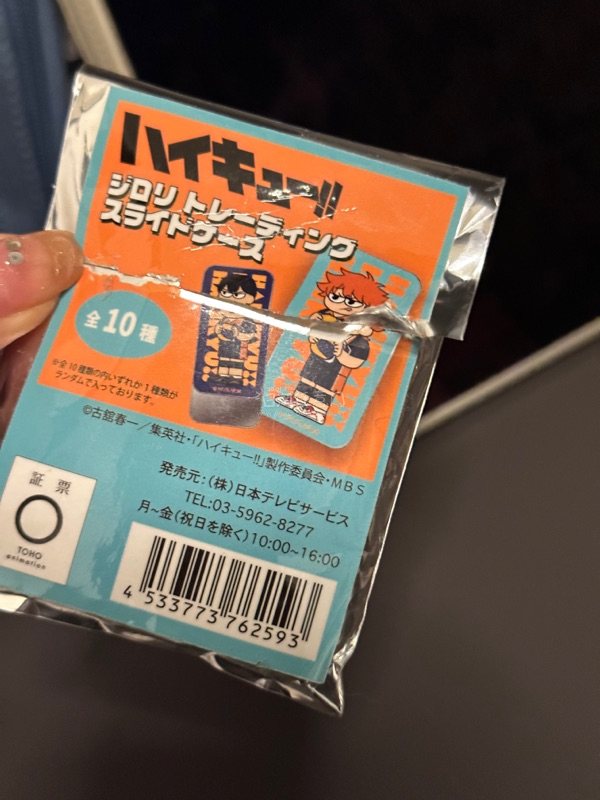 ハイキュー!!
ジロリ トレーディング
スライドケース
全10種
※全10種類の内いずれか1種類が
ランダムで入っております。
©古舘春一／集英社・「ハイキュー!!」製作委員会・MBS
発売元：(株)日本テレビサービス
TEL:03-5962-8277
月~金(祝日を除く)10:00~16:00
証票
TOHO
animation
4 533773 762593